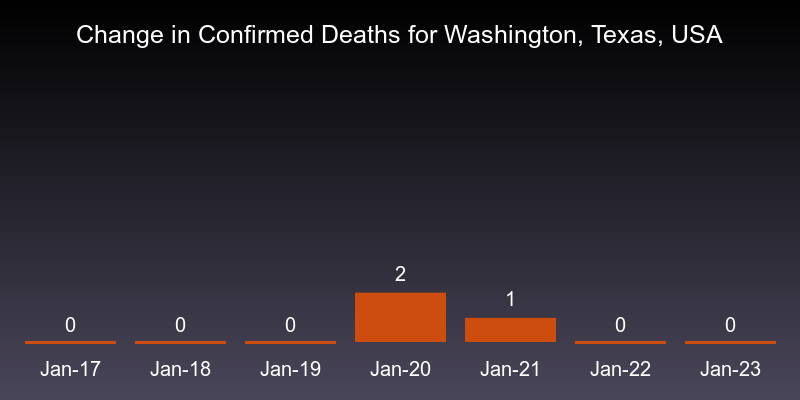 Change in Confirmed Deaths for Washington, Texas, USA
0 0 0 2 1 0 0
Jan-17 Jan-18 Jan-19 Jan-20 Jan-21 Jan-22 Jan-23